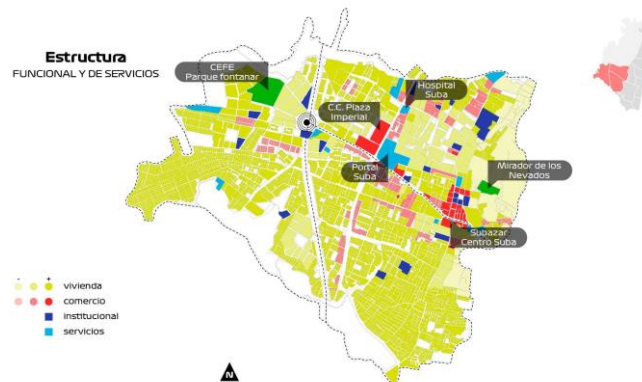 Estructura
FUNCIONAL Y DE SERVICIOS
CEFE
Parque fontanar
Hospital
Suba
C.C. Plaza
Imperial
Portal
Suba
Mirador de los
Nevados
Subazar
Centro Suba
- +
vivienda
comercio
institucional
servicios
N